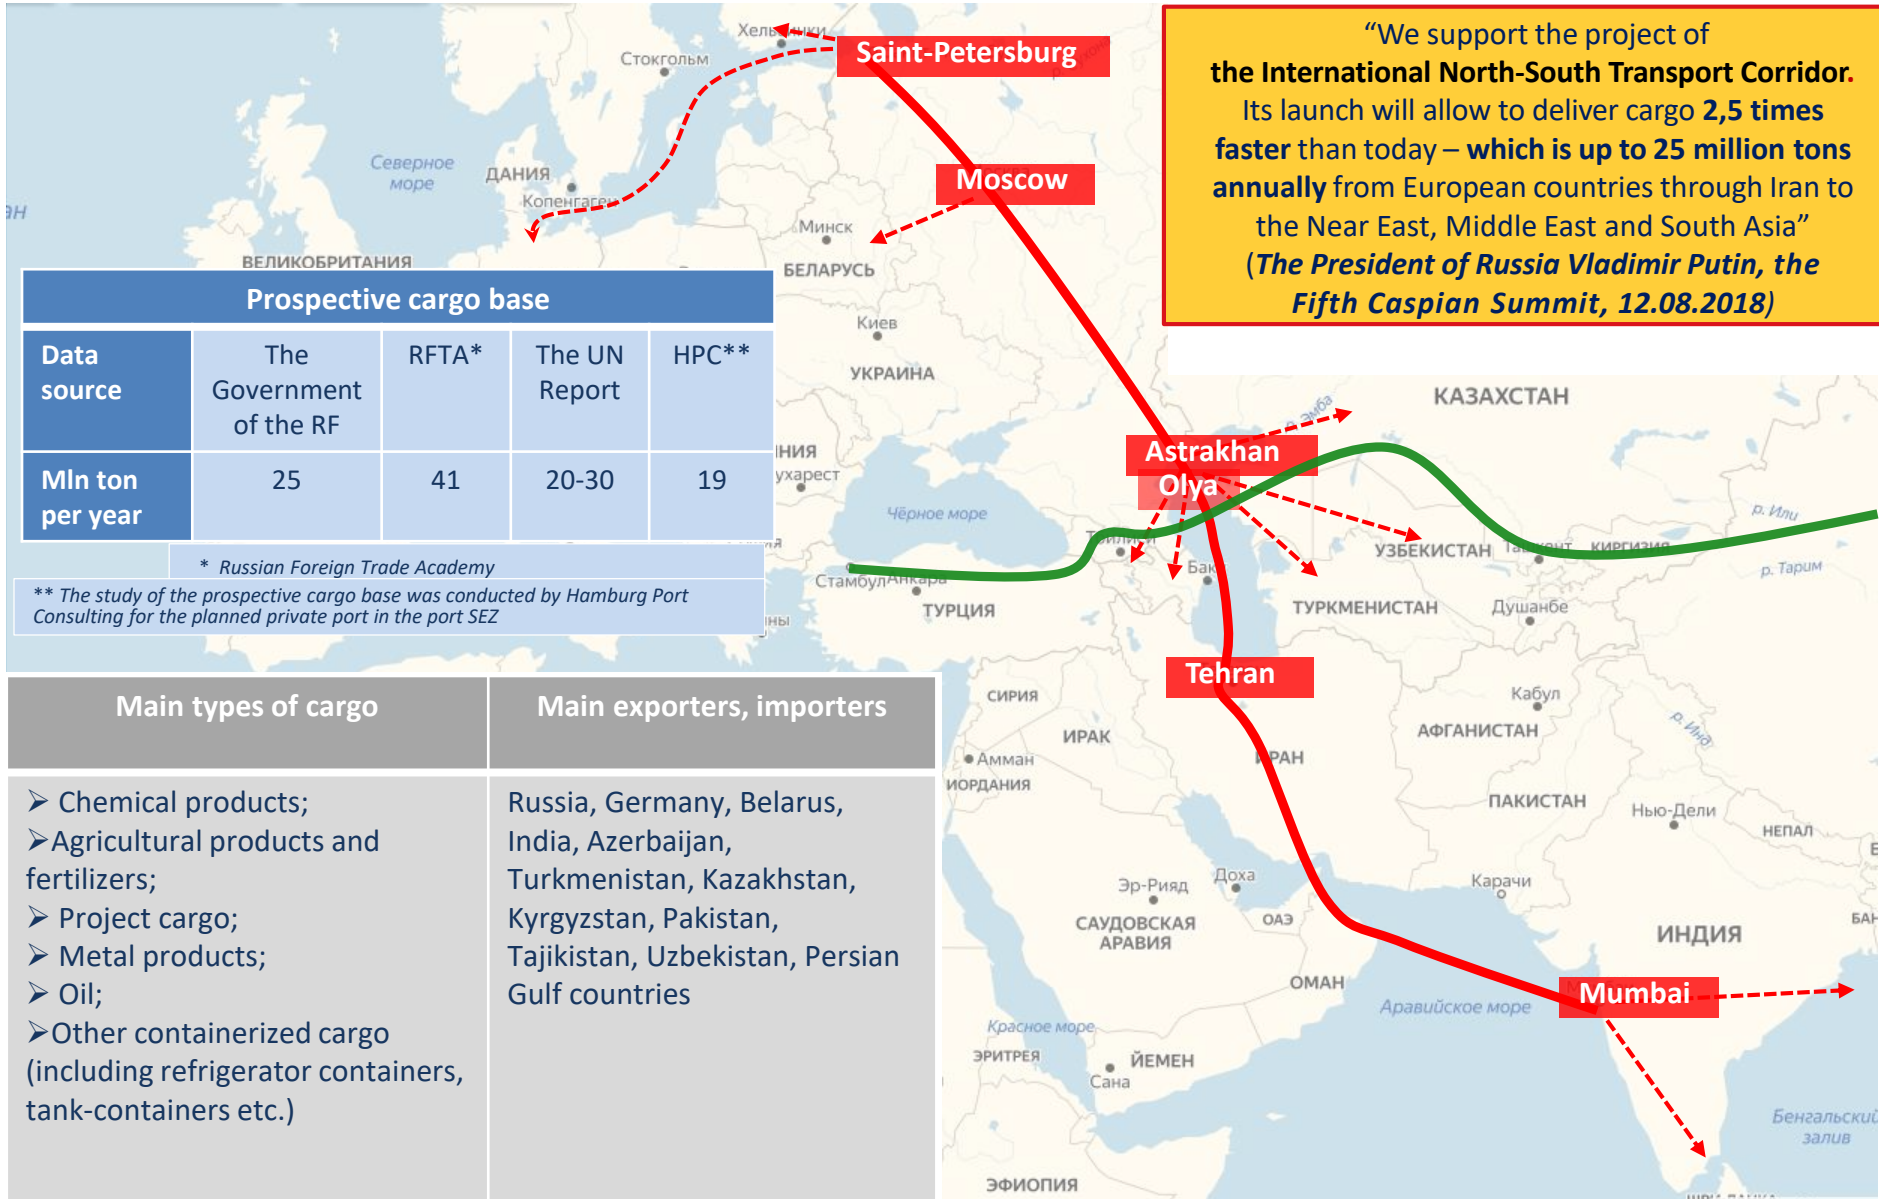 “We support the project of
the International North-South Transport Corridor.
Its launch will allow to deliver cargo 2,5 times
faster than today – which is up to 25 million tons
annually from European countries through Iran to
the Near East, Middle East and South Asia”
(The President of Russia Vladimir Putin, the
Fifth Caspian Summit, 12.08.2018)
Saint-Petersburg
Стокгольм
Moscow
Северное
море
ДАНИЯ
Копенгаген
Минск
БЕЛАРУСЬ
ВЕЛИКОБРИТАНИЯ
Киев
УКРАИНА
Prospective cargo base
Data
source
The
Government
of the RF
RFTA*
The UN
Report
HPC**
Mln ton
per year
25
41
20-30
19
* Russian Foreign Trade Academy
** The study of the prospective cargo base was conducted by Hamburg Port
Consulting for the planned private port in the port SEZ
КАЗАХСТАН
р. Эмба
Astrakhan
Olya
Чёрное море
р. Или
УЗБЕКИСТАН
КИРГИЗИЯ
р. Тарим
Стамбул
Анкара
ТУРЦИЯ
Баку
ТУРКМЕНИСТАН
Душанбе
Tehran
СИРИЯ
ИРАК
Амман
ИОРДАНИЯ
ИРАН
Кабул
АФГАНИСТАН
р. Инд
ПАКИСТАН
Нью-Дели
НЕПАЛ
Карачи
Эр-Рияд
Доха
САУДОВСКАЯ
АРАВИЯ
ОАЭ
ОМАН
ИНДИЯ
БАН
Mumbai
Аравийское море
Красное море
ЭРИТРЕЯ
ЙЕМЕН
Сана
Бенгальский
залив
ЭФИОПИЯ
Main types of cargo
Main exporters, importers
➢ Chemical products;
➢Agricultural products and
fertilizers;
➢ Project cargo;
➢ Metal products;
➢ Oil;
➢Other containerized cargo
(including refrigerator containers,
tank-containers etc.)
Russia, Germany, Belarus,
India, Azerbaijan,
Turkmenistan, Kazakhstan,
Kyrgyzstan, Pakistan,
Tajikistan, Uzbekistan, Persian
Gulf countries